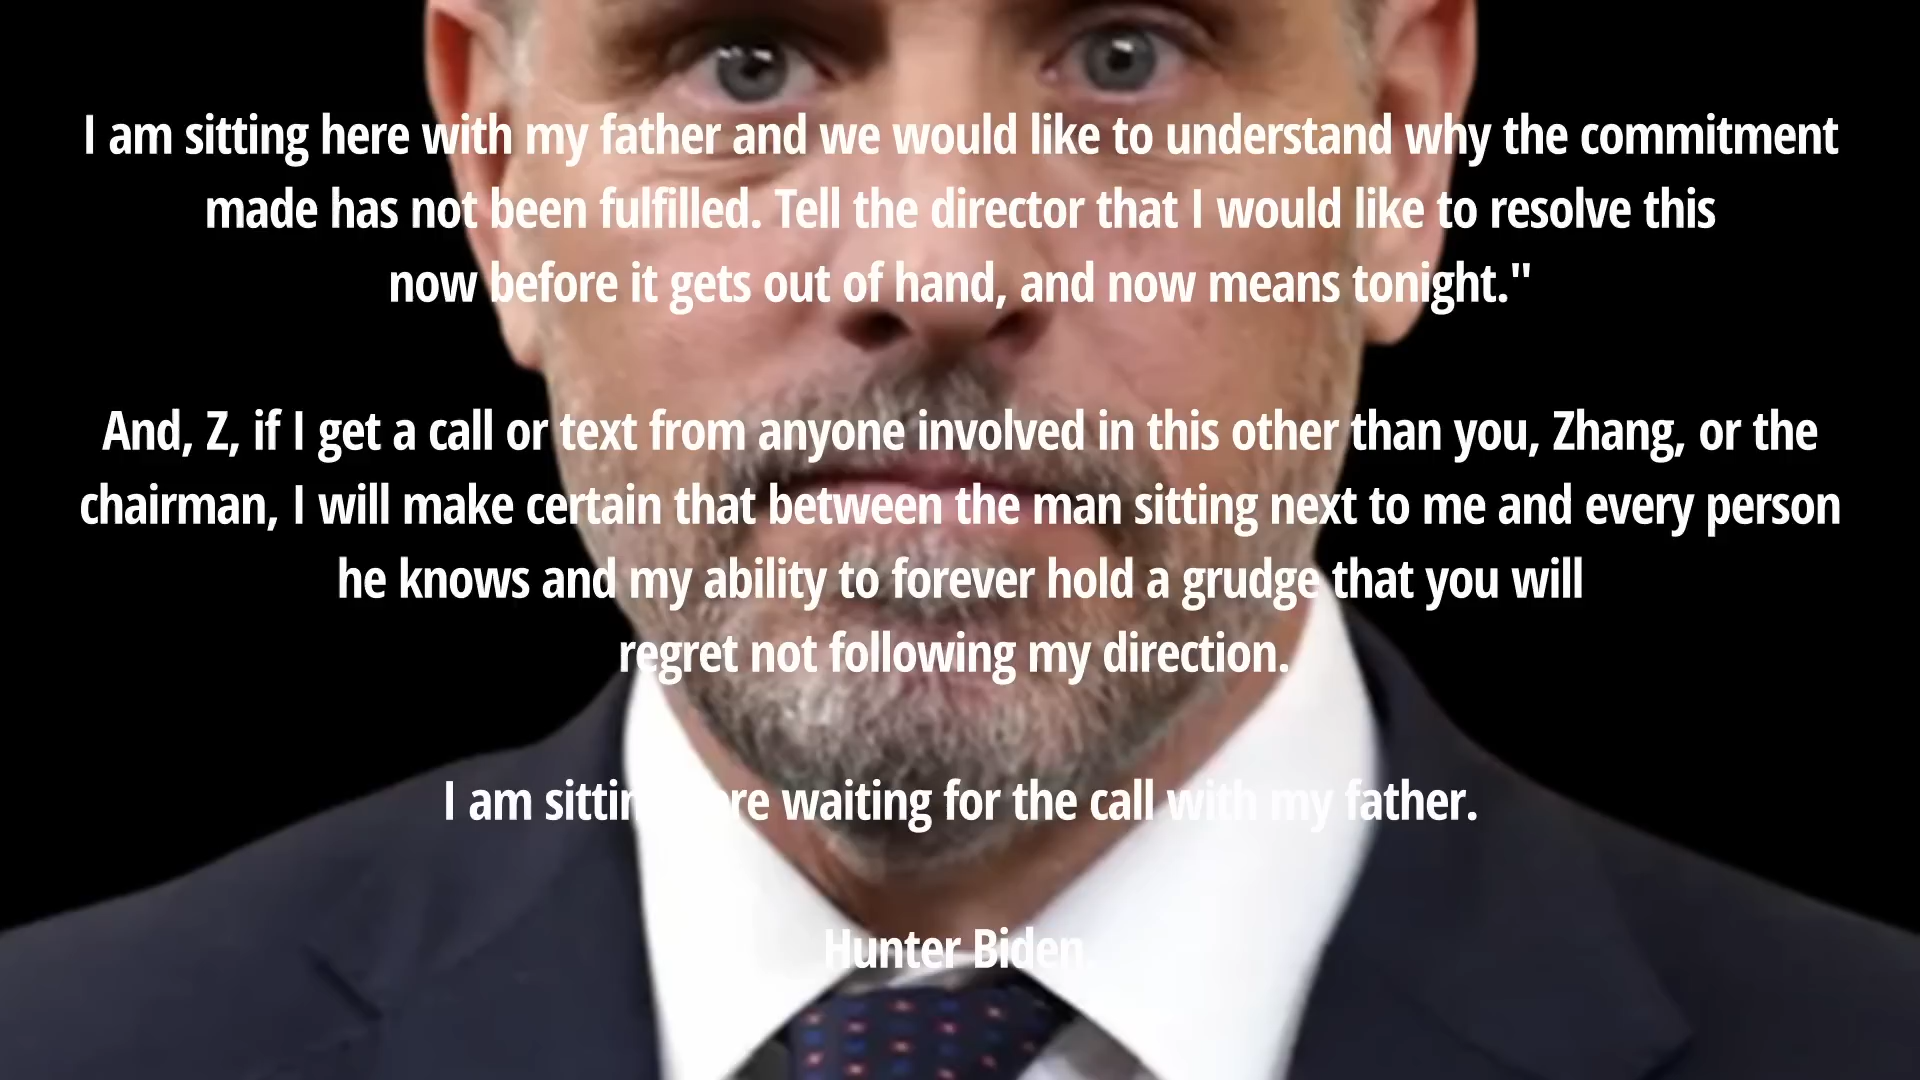 I am sitting here with my father and we would like to understand why the commitment
made has not been fulfilled. Tell the director that I would like to resolve this
now before it gets out of hand, and now means tonight."
And, Z, if I get a call or text from anyone involved in this other than you, Zhang, or the
chairman, I will make certain that between the man sitting next to me and every person
he knows and my ability to forever hold a grudge that you will
regret not following my direction.
I am sitting here waiting for the call with my father.
Hunter Biden.